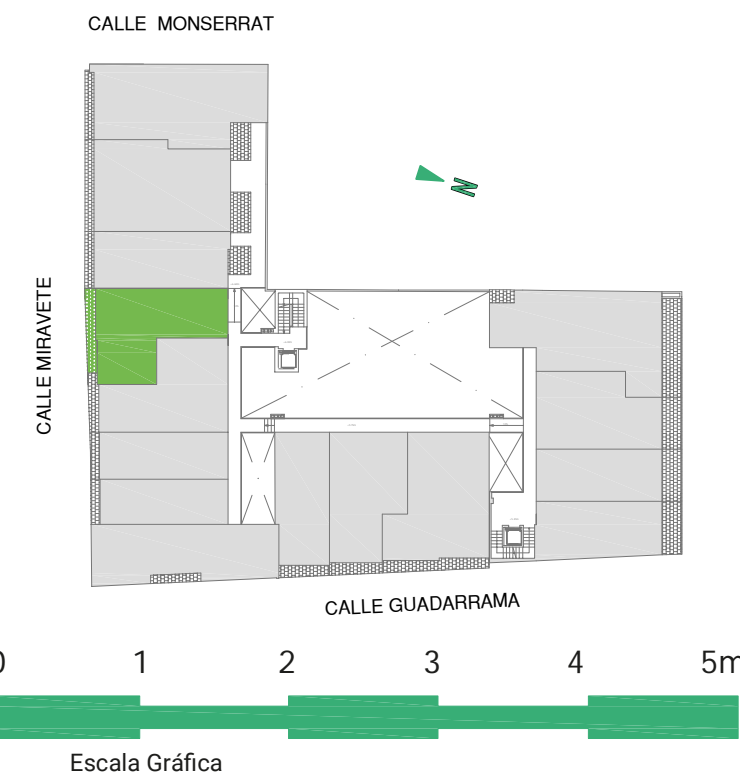 CALLE MONSERRAT
N
CALLE MIRAVETE
CALLE GUADARRAMA
0 1 2 3 4 5m
Escala Gráfica